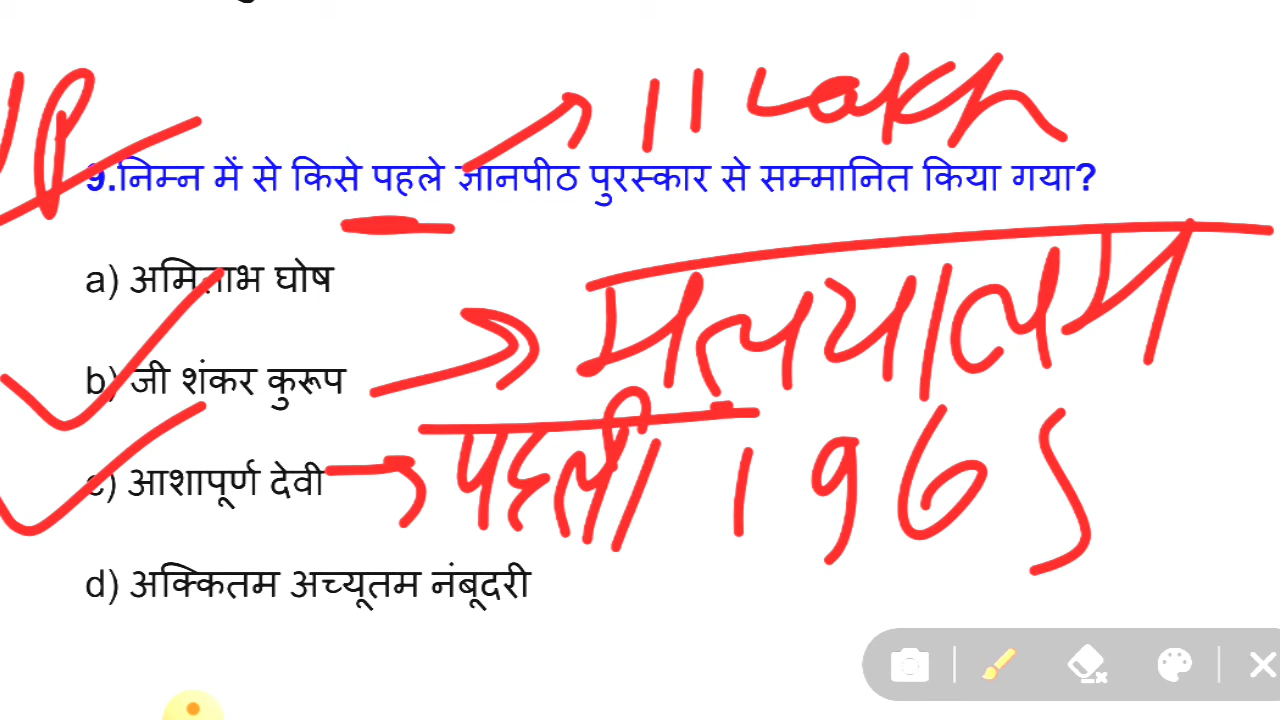 11 Lakh
9.निम्न में से किसे पहले ज्ञानपीठ पुरस्कार से सम्मानित किया गया?
a) अमिताभ घोष
मलयालम
b) जी शंकर कुरूप
पहली 1965
c) आशापूर्ण देवी
d) अक्कितम अच्यूतम नंबूदरी